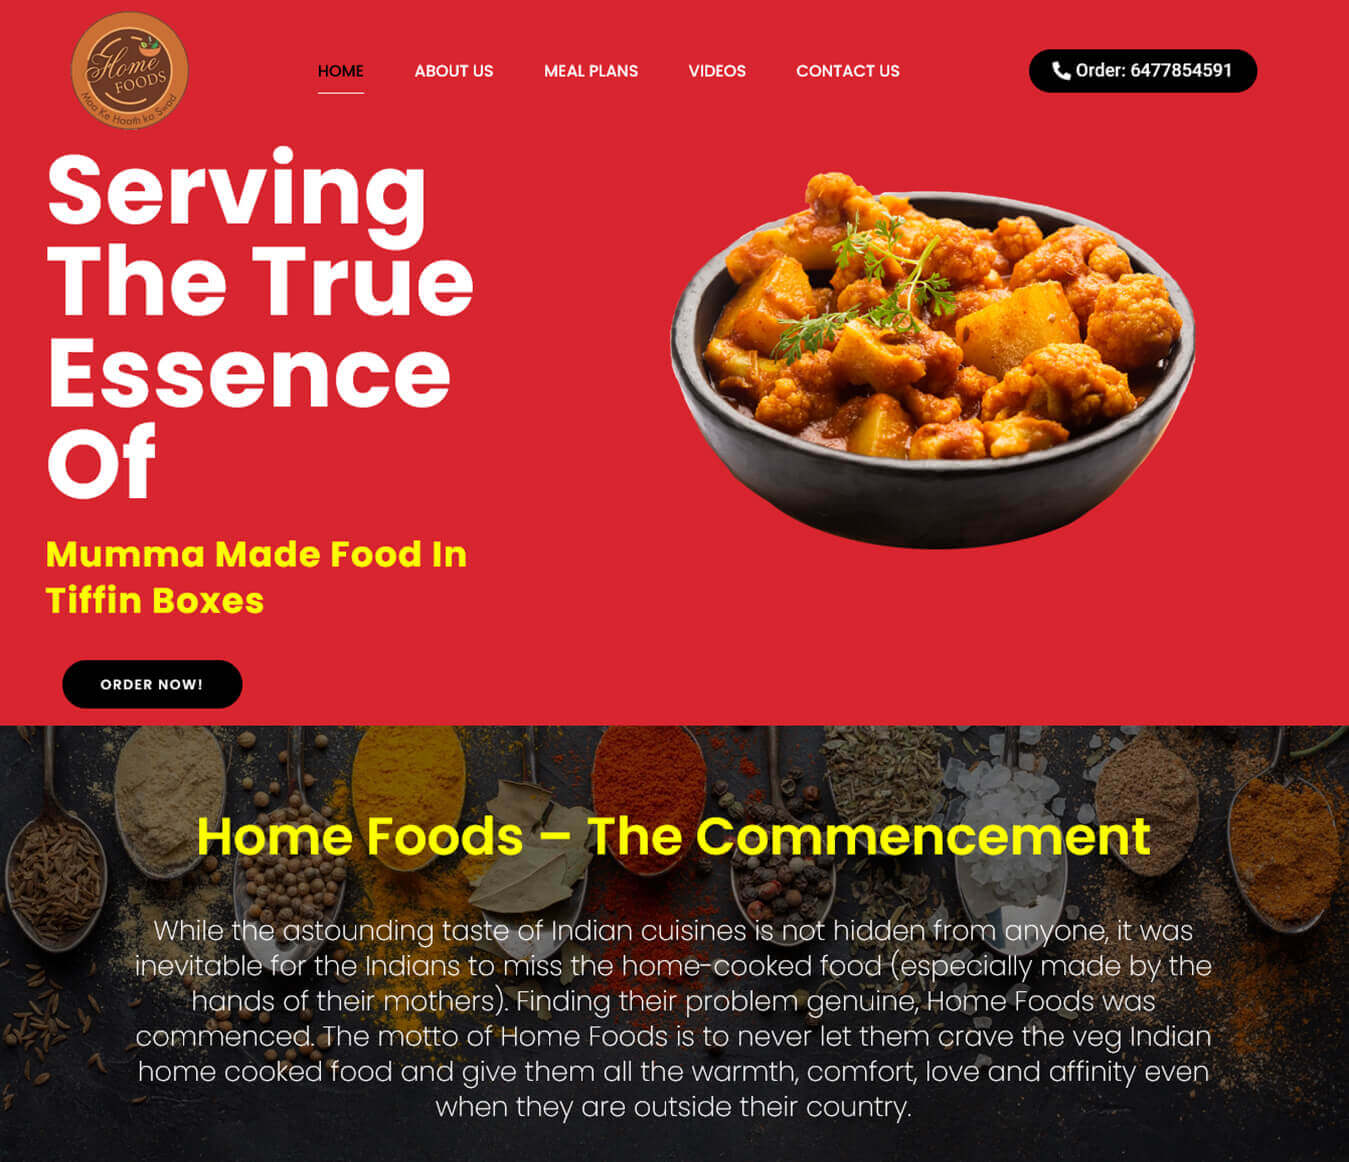 Home
FOODS
Maa Ke Haath ka Swad
HOME
ABOUT US
MEAL PLANS
VIDEOS
CONTACT US
Order: 6477854591
Serving
The True
Essence
Of
Mumma Made Food In
Tiffin Boxes
ORDER NOW!
Home Foods – The Commencement
While the astounding taste of Indian cuisines is not hidden from anyone, it was
inevitable for the Indians to miss the home-cooked food (especially made by the
hands of their mothers). Finding their problem genuine, Home Foods was
commenced. The motto of Home Foods is to never let them crave the veg Indian
home cooked food and give them all the warmth, comfort, love and affinity even
when they are outside their country.